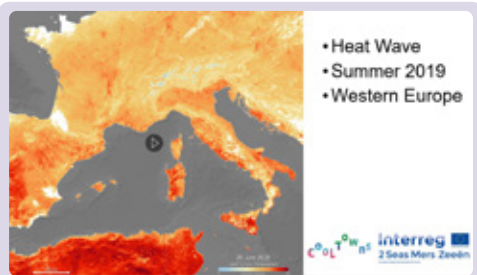 • Heat Wave
• Summer 2019
• Western Europe
COOLTOWNS
Interreg
2 Seas Mers Zeeën